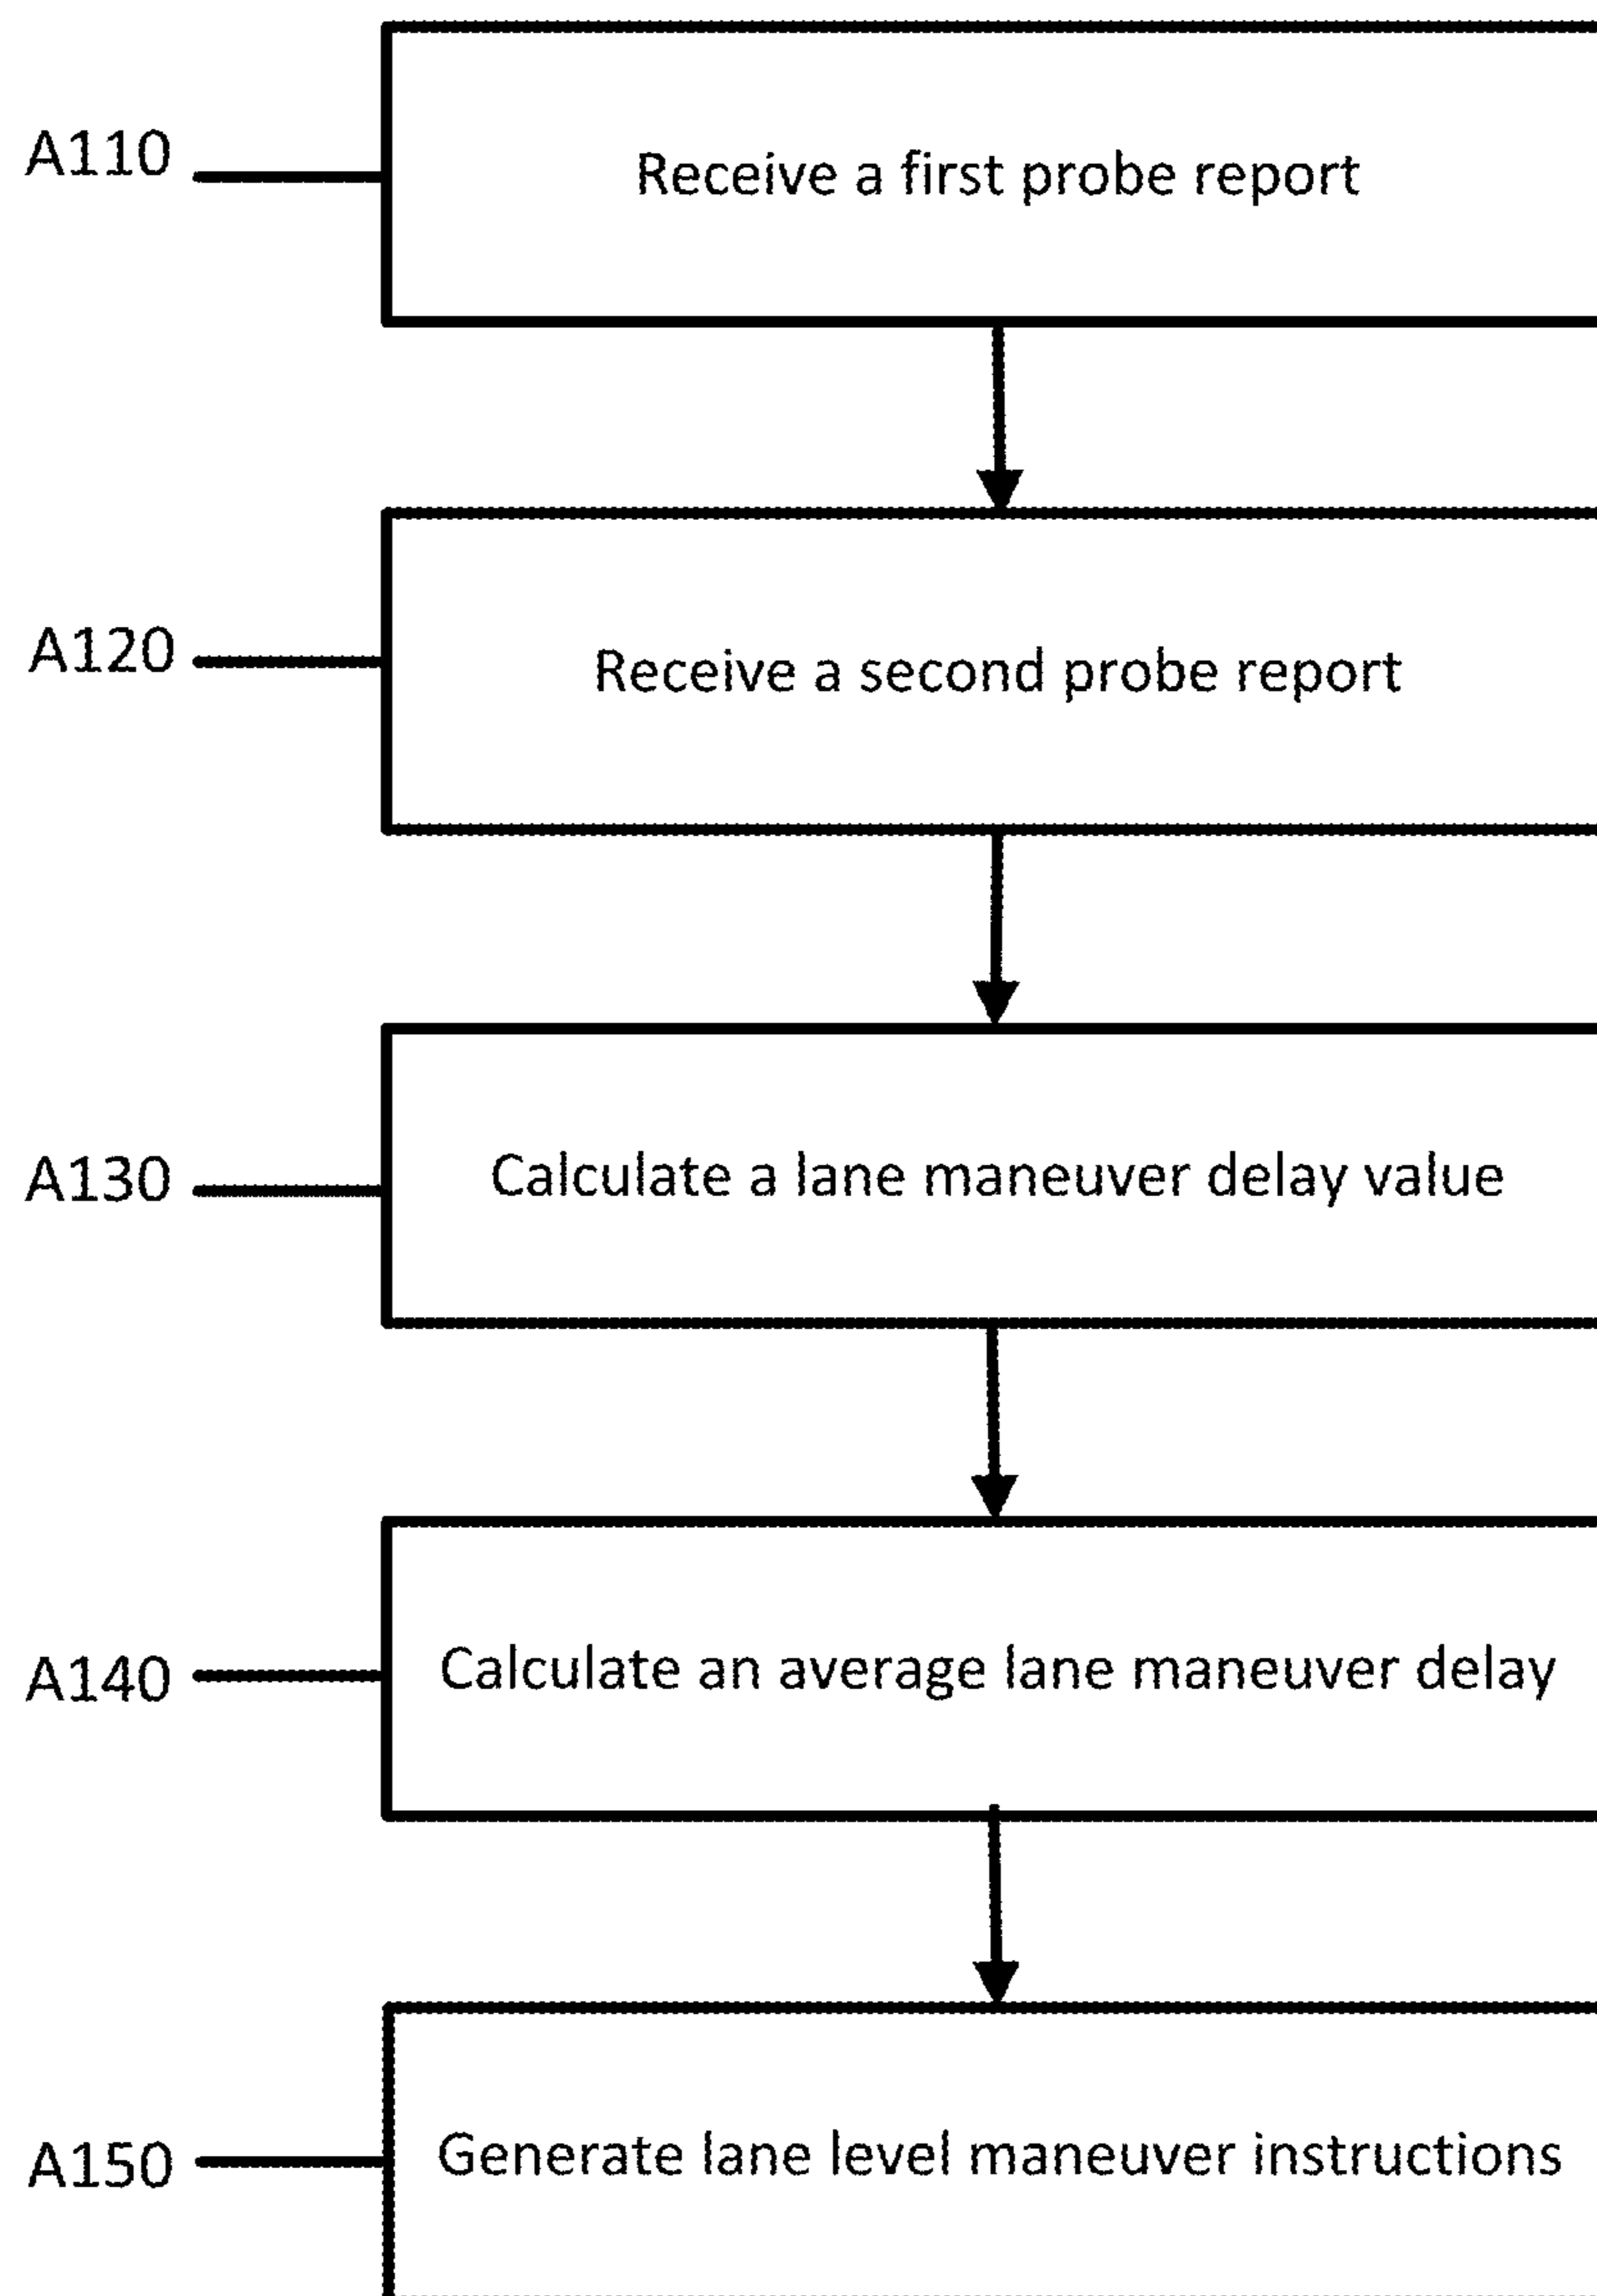 A110
Receive a first probe report
A120
Receive a second probe report
A130
Calculate a lane maneuver delay value
A140
Calculate an average lane maneuver delay
A150
Generate lane level maneuver instructions